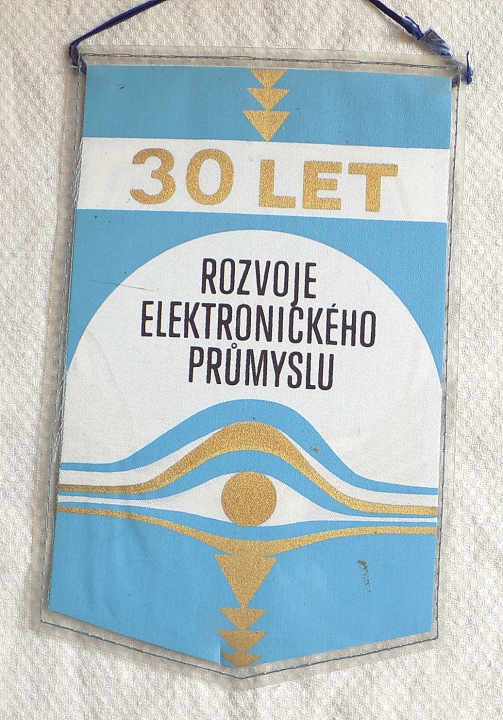 30 LET
ROZVOJE
ELEKTRONICKÉHO
PRŮMYSLU